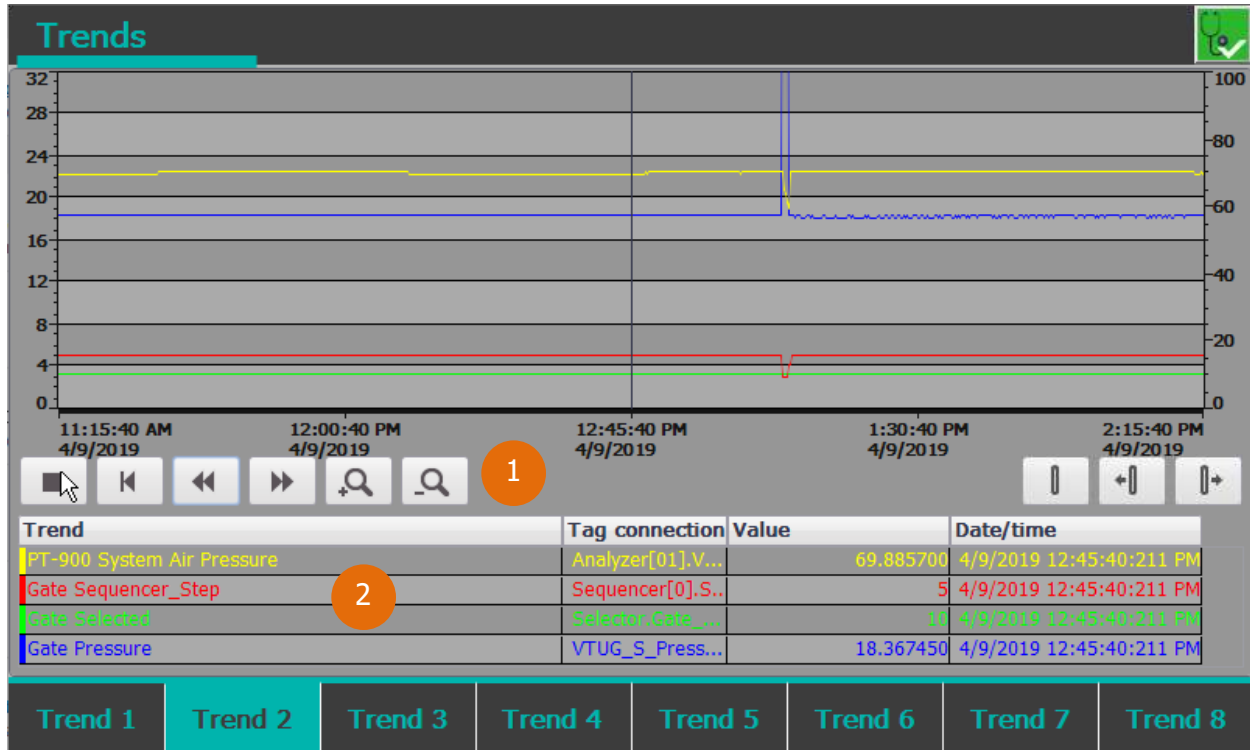 Trends
32
28
24
20
16
12
8
4
0
100
80
60
40
20
0
11:15:40 AM 12:00:40 PM 12:45:40 PM 1:30:40 PM 2:15:40 PM
4/9/2019 4/9/2019 4/9/2019 4/9/2019 4/9/2019
1
Trend Tag connection Value Date/time
PT-900 System Air Pressure Analyzer[01].V... 69.885700 4/9/2019 12:45:40:211 PM
Gate Sequencer_Step Sequencer[0].S.. 5 4/9/2019 12:45:40:211 PM
2
Gate Selected Selector.Gate_... 10 4/9/2019 12:45:40:211 PM
Gate Pressure VTUG_S_Press... 18.367450 4/9/2019 12:45:40:211 PM
Trend 1 Trend 2 Trend 3 Trend 4 Trend 5 Trend 6 Trend 7 Trend 8